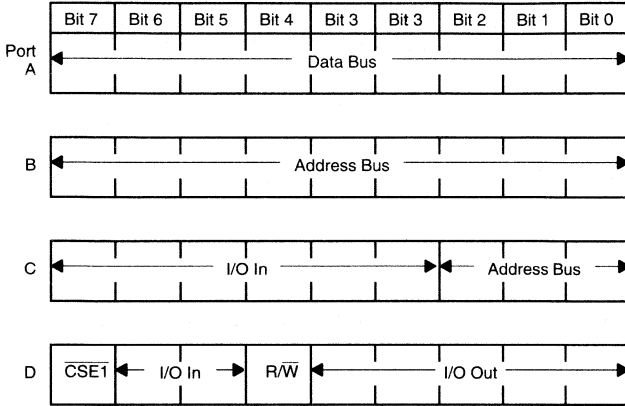 Bit 7 Bit 6 Bit 5 Bit 4 Bit 3 Bit 3 Bit 2 Bit 1 Bit 0
Port
A Data Bus
B Address Bus
C I/O In Address Bus
D C̅S̅E̅1̅ I/O In R/W̅ I/O Out